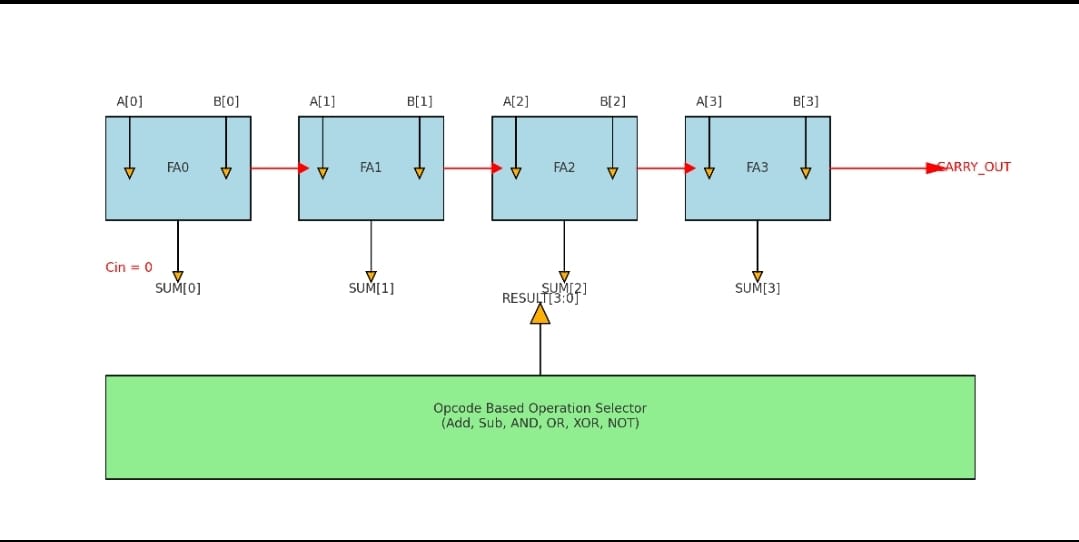 A[0] B[0] A[1] B[1] A[2] B[2] A[3] B[3]
FA0 FA1 FA2 FA3 CARRY_OUT
Cin = 0
SUM[0] SUM[1] SUM[2] SUM[3]
RESULT[3:0]
Opcode Based Operation Selector
(Add, Sub, AND, OR, XOR, NOT)